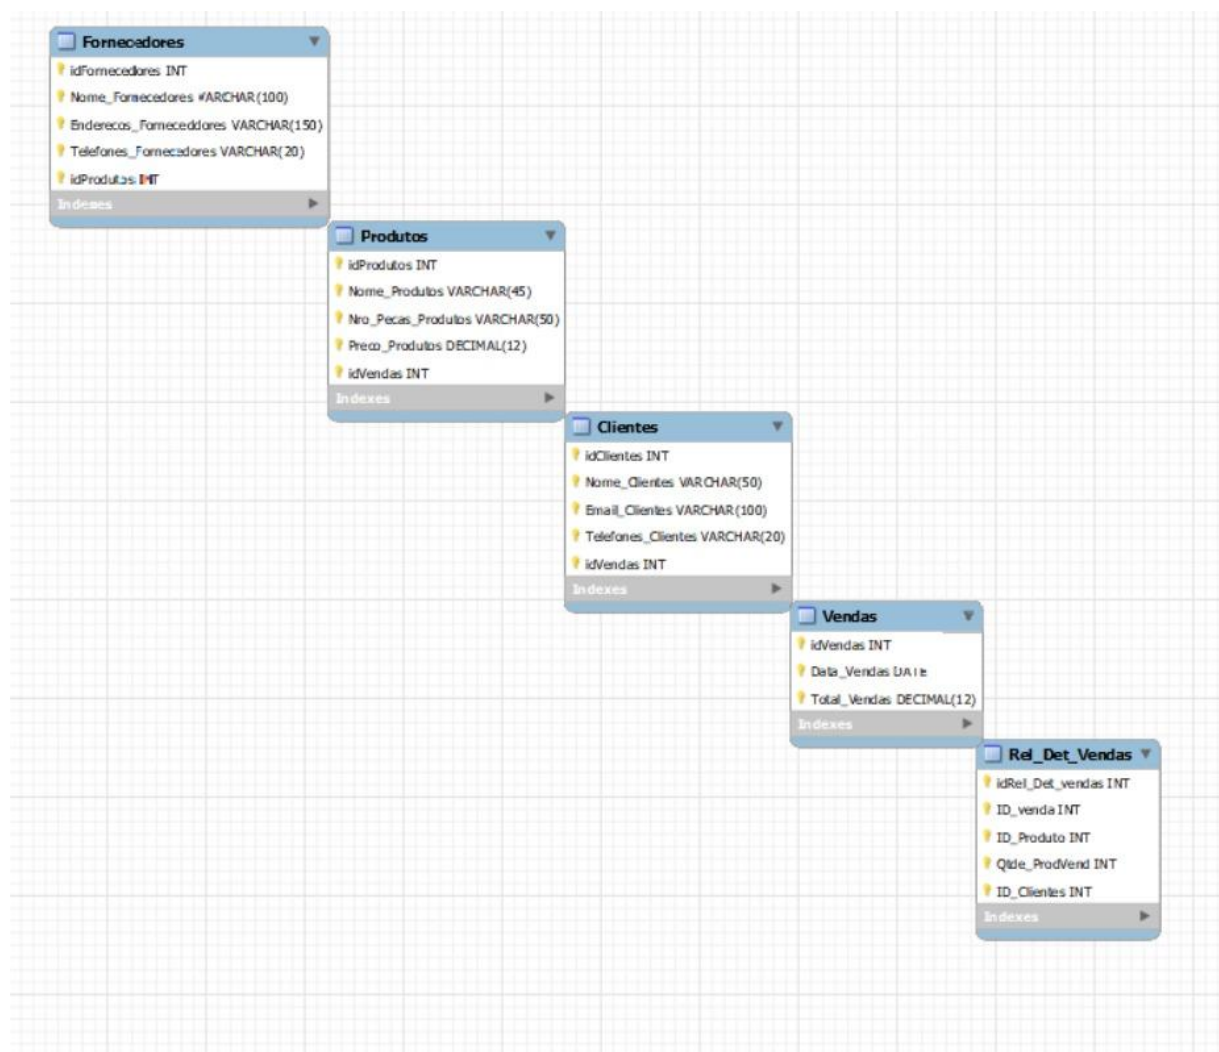 Fornecedores
idFornecedores INT
Nome_Fornecedores VARCHAR(100)
Enderecos_Forneceddores VARCHAR(150)
Telefones_Fornecedores VARCHAR(20)
idProdutos INT
Indexes
Produtos
idProdutos INT
Nome_Produtos VARCHAR(45)
Nro_Pecas_Produtos VARCHAR(50)
Preco_Produtos DECIMAL(12)
idVendas INT
Indexes
Clientes
idClientes INT
Nome_Clientes VARCHAR(50)
Email_Clientes VARCHAR(100)
Telefones_Clientes VARCHAR(20)
idVendas INT
Indexes
Vendas
idVendas INT
Data_Vendas DATE
Total_Vendas DECIMAL(12)
Indexes
Rel_Det_Vendas
idRel_Det_vendas INT
ID_venda INT
ID_Produto INT
Qtde_ProdVend INT
ID_Clientes INT
Indexes